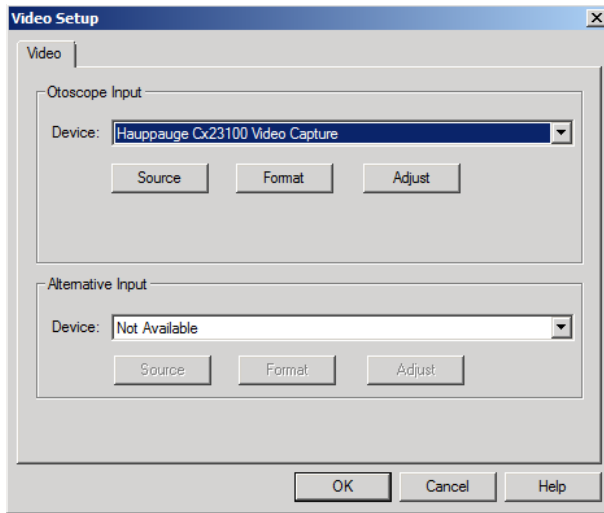 Video Setup
Video
Otoscope Input
Device: Hauppauge Cx23100 Video Capture
Source Format Adjust
Alternative Input
Device: Not Available
Source Format Adjust
OK Cancel Help